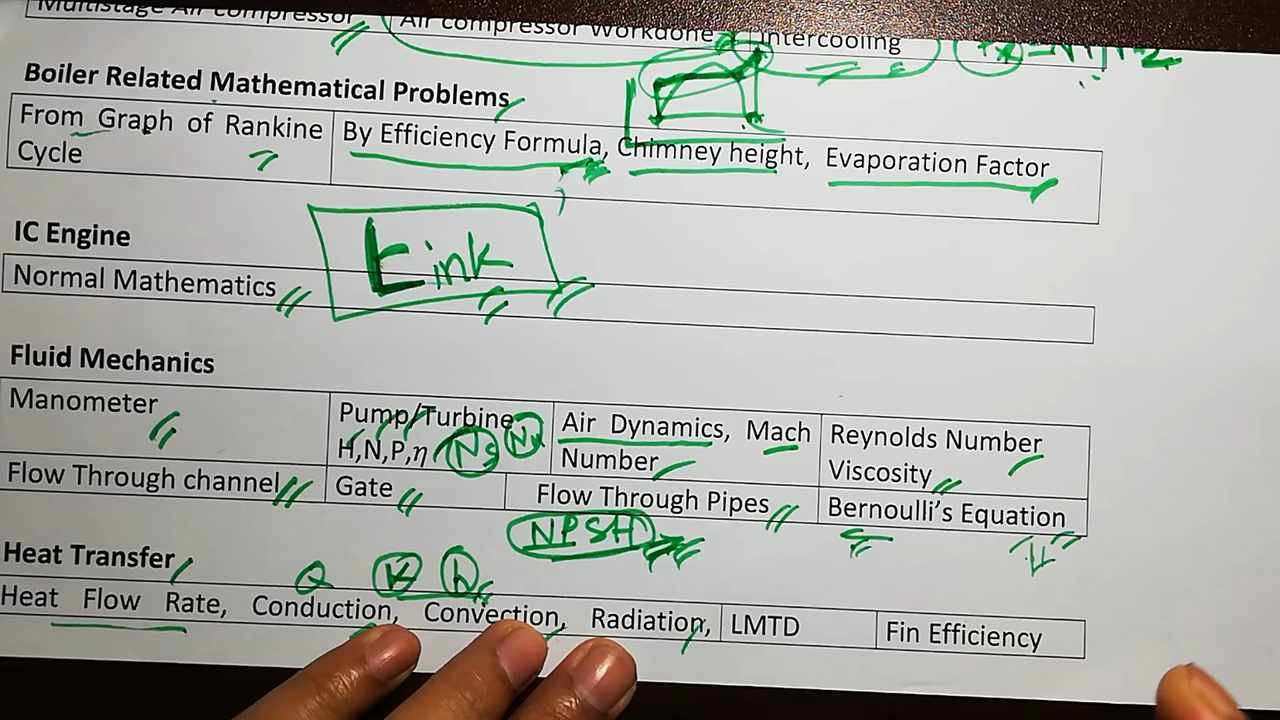 Multistage Air compressor Air compressor Workdone Intercooling
Boiler Related Mathematical Problems
From Graph of Rankine
Cycle
By Efficiency Formula, Chimney height, Evaporation Factor
IC Engine
Link
Normal Mathematics
Fluid Mechanics
Manometer
Pump/Turbine
H,N,P,η Ns Nu
Air Dynamics, Mach
Number
Reynolds Number
Viscosity
Flow Through channel
Gate
Flow Through Pipes
Bernoulli's Equation
NPSH
Heat Transfer
Q K h
Heat Flow Rate, Conduction, Convection, Radiation,
LMTD
Fin Efficiency